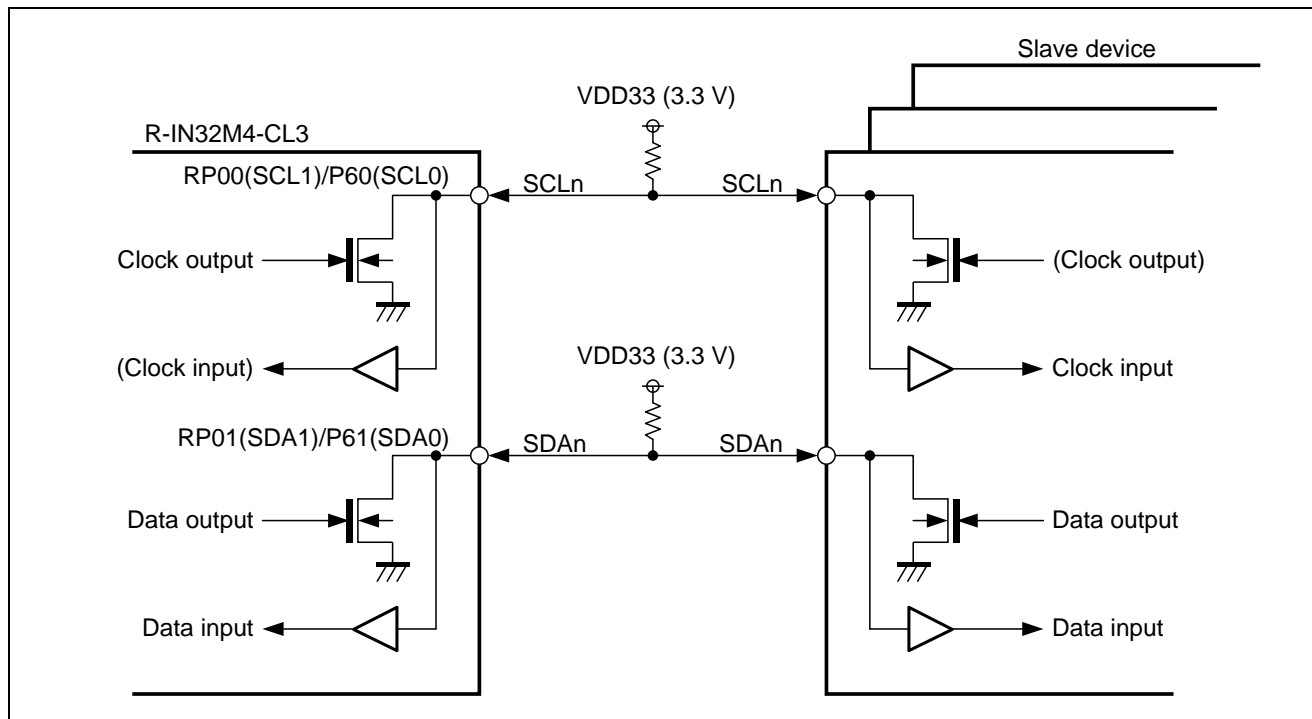 Slave device
VDD33 (3.3 V)
R-IN32M4-CL3
RP00(SCL1)/P60(SCL0)
SCLn
SCLn
Clock output
(Clock output)
(Clock input)
Clock input
VDD33 (3.3 V)
RP01(SDA1)/P61(SDA0)
SDAn
SDAn
Data output
Data output
Data input
Data input